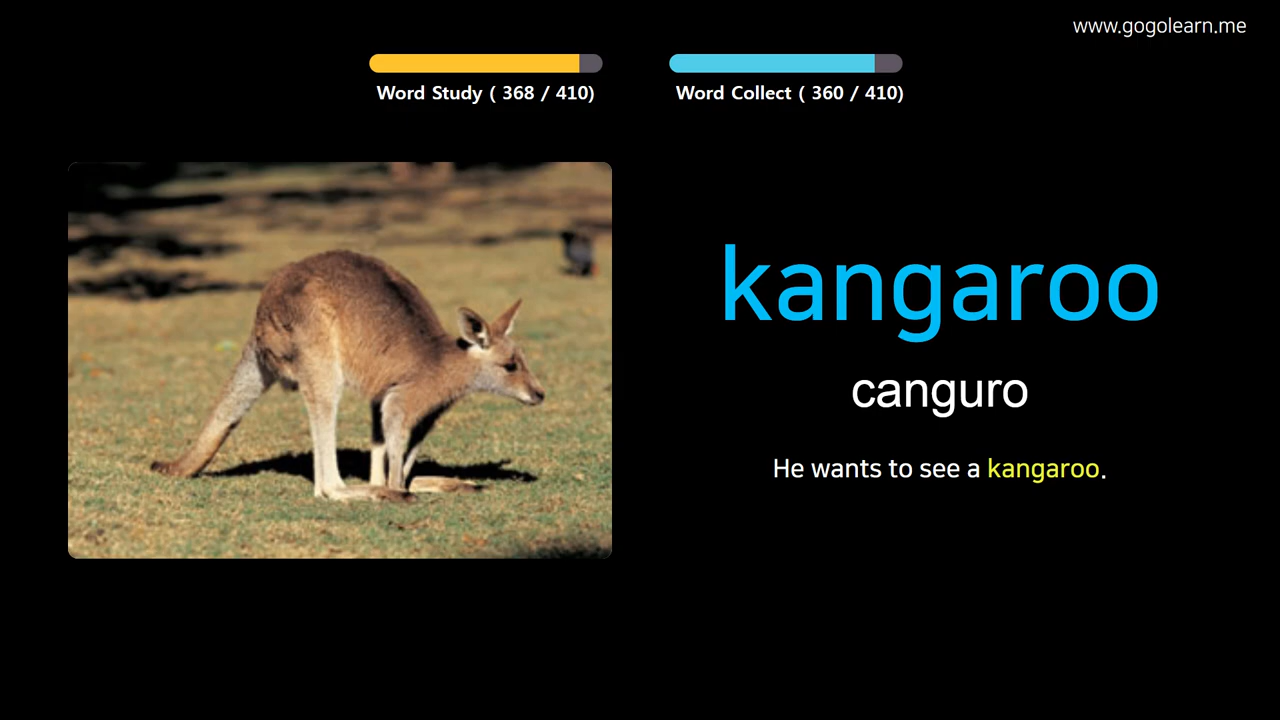 www.gogolearn.me
Word Study ( 368 / 410)
Word Collect ( 360 / 410)
kangaroo
canguro
He wants to see a kangaroo.